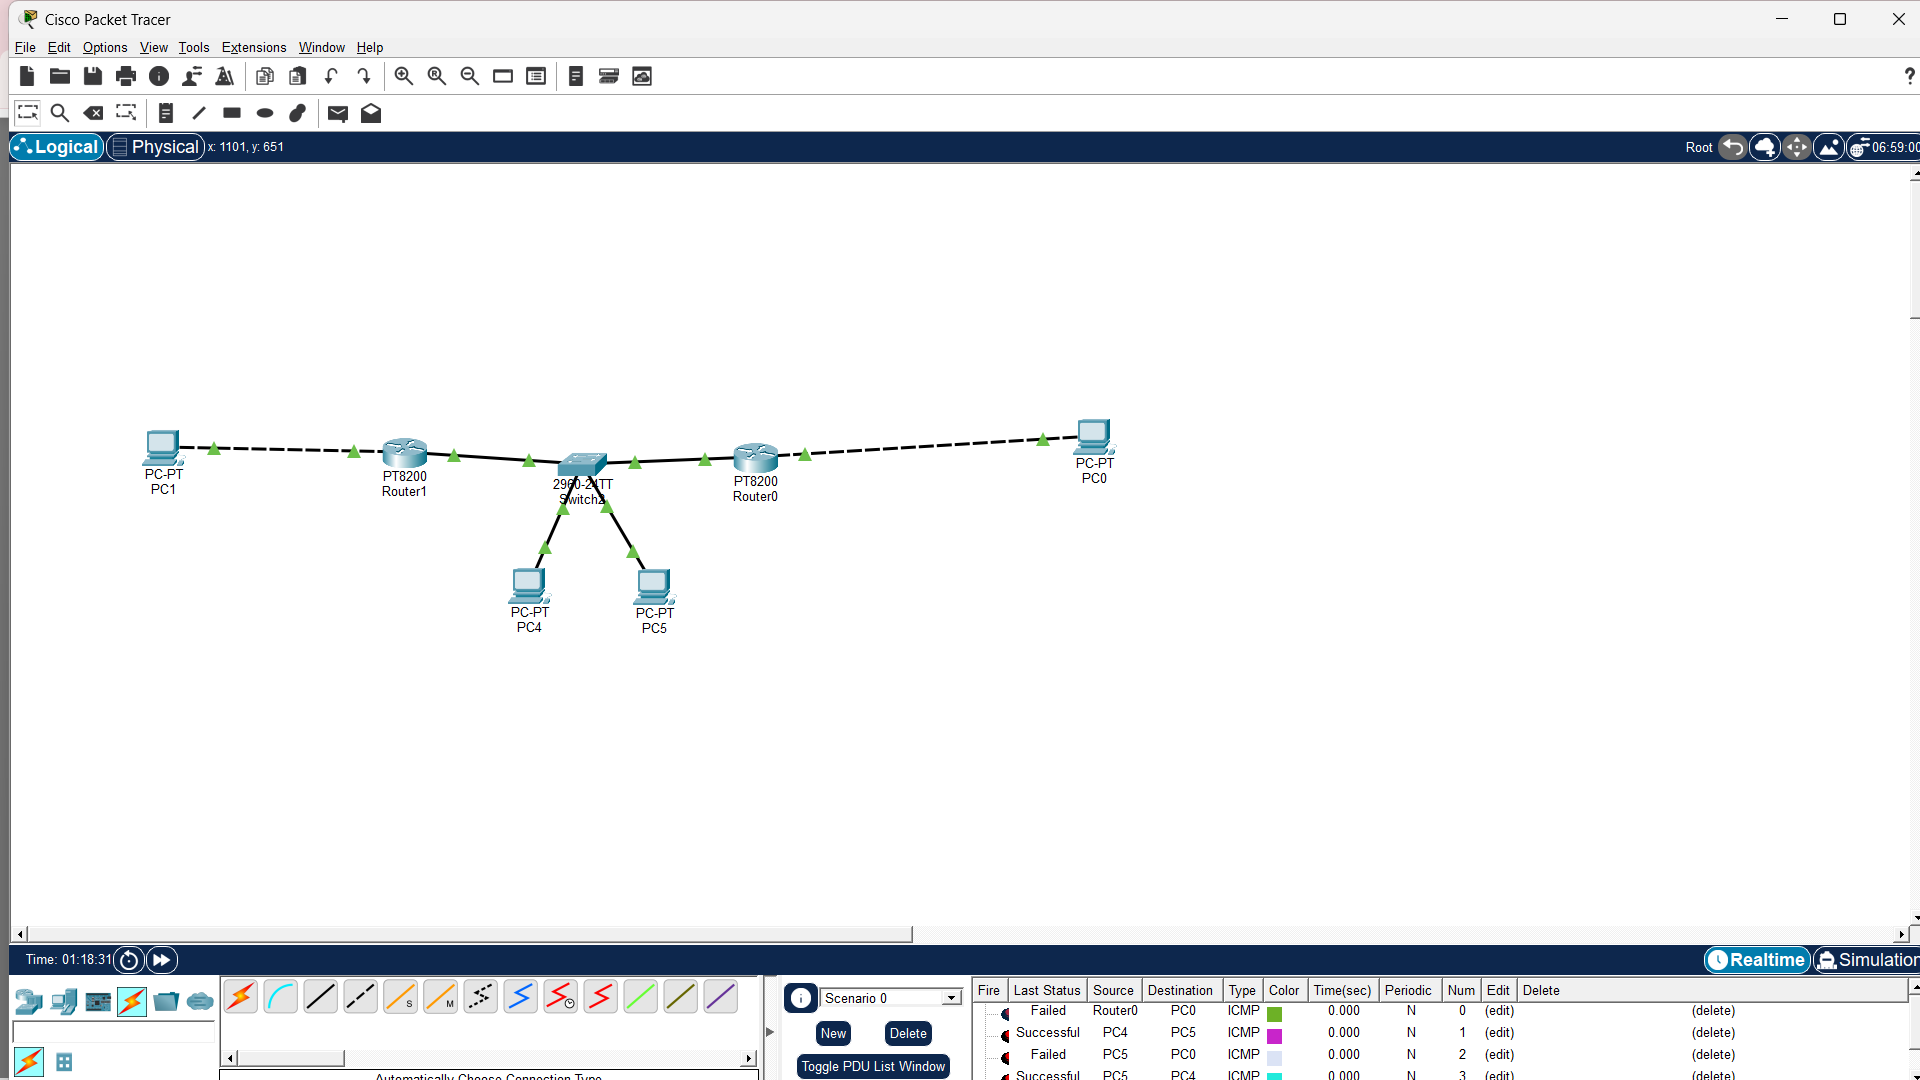 Cisco Packet Tracer
File Edit Options View Tools Extensions Window Help
?
Logical Physical x: 1101, y: 651 Root 06:59:00
PC-PT
PC1
PT8200
Router1
2960-24TT
Switch2
PT8200
Router0
PC-PT
PC0
PC-PT
PC4
PC-PT
PC5
Time: 01:18:31 Realtime Simulation
S M
Automatically Choose Connection Type
Scenario 0
New Delete
Toggle PDU List Window
Fire Last Status Source Destination Type Color Time(sec) Periodic Num Edit Delete
Failed Router0 PC0 ICMP 0.000 N 0 (edit) (delete)
Successful PC4 PC5 ICMP 0.000 N 1 (edit) (delete)
Failed PC5 PC0 ICMP 0.000 N 2 (edit) (delete)
Successful PC5 PC4 ICMP 0.000 N 3 (edit) (delete)